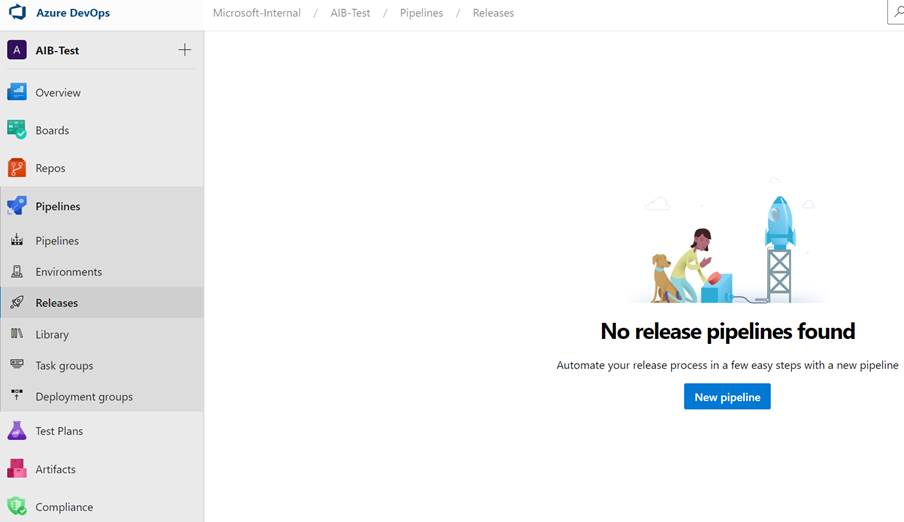 Azure DevOps
Microsoft-Internal / AIB-Test / Pipelines / Releases
A AIB-Test
Overview
Boards
Repos
Pipelines
Pipelines
Environments
Releases
Library
Task groups
Deployment groups
Test Plans
Artifacts
Compliance
No release pipelines found
Automate your release process in a few easy steps with a new pipeline
New pipeline